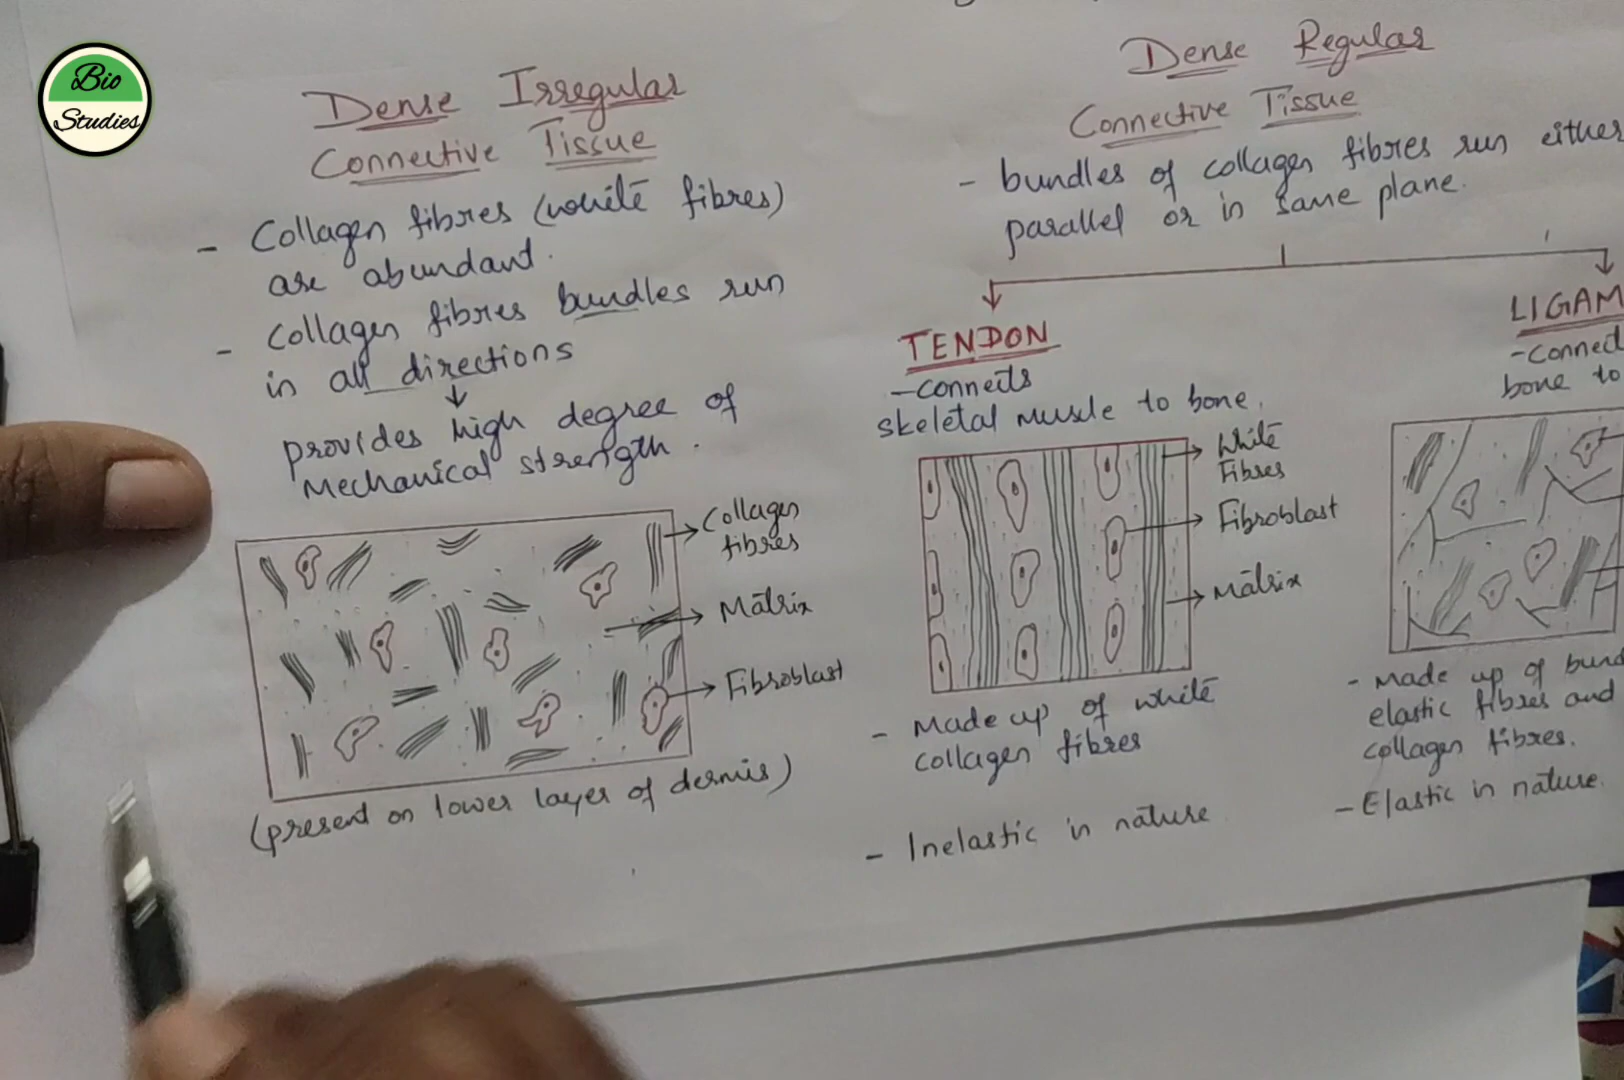 Bio
Studies
Dense Irregular
Connective Tissue
- Collagen fibres (white fibres)
are abundant.
- Collagen fibres bundles run
in all directions
provides high degree of
Mechanical strength.
Collagen
fibres
Matrix
Fibroblast
(present on lower layer of dermis)
Dense Regular
Connective Tissue
- bundles of collagen fibres run either
parallel or in same plane.
TENDON
- Connects
skeletal muscle to bone.
White
Fibres
Fibroblast
Matrix
- Made up of white
collagen fibres
- Inelastic in nature
LIGAM
- Connect
bone to
- Made up of bund
elastic fibres and
collagen fibres.
- Elastic in nature.